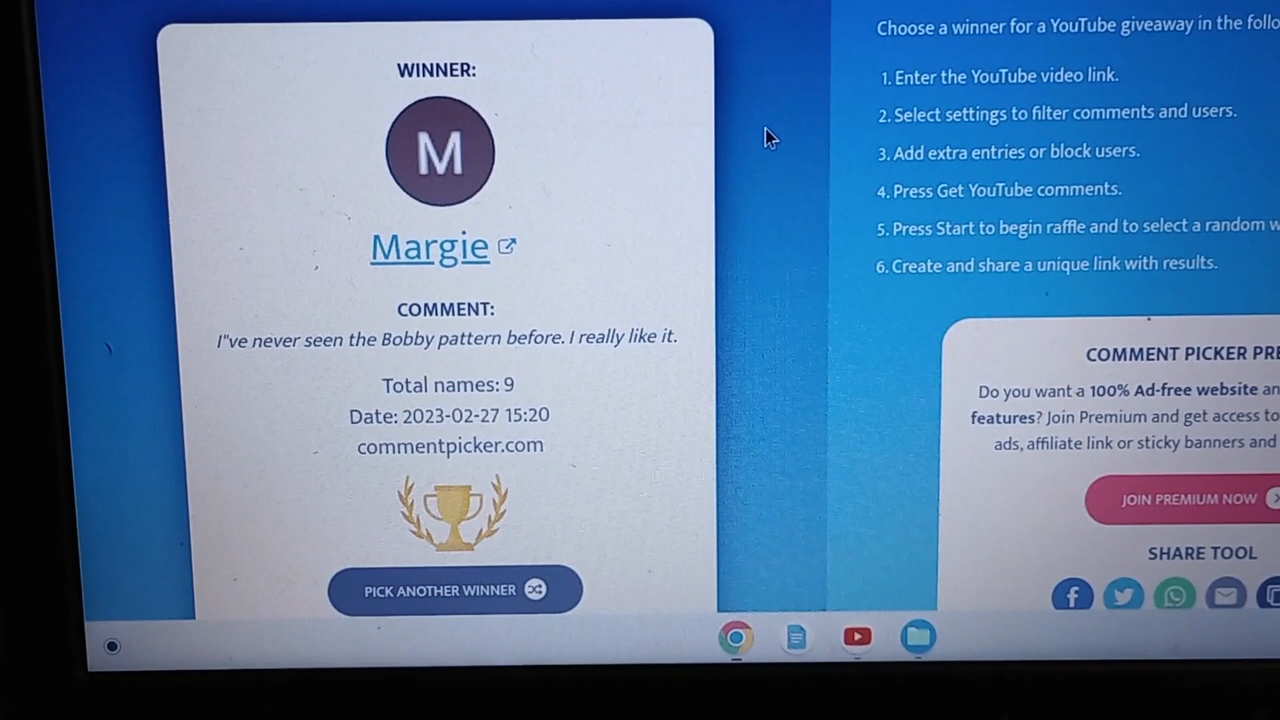 WINNER:
M
Margie
COMMENT:
I"ve never seen the Bobby pattern before. I really like it.
Total names: 9
Date: 2023-02-27 15:20
commentpicker.com
PICK ANOTHER WINNER
Choose a winner for a YouTube giveaway in the follo
1. Enter the YouTube video link.
2. Select settings to filter comments and users.
3. Add extra entries or block users.
4. Press Get YouTube comments.
5. Press Start to begin raffle and to select a random w
6. Create and share a unique link with results.
COMMENT PICKER PRE
Do you want a 100% Ad-free website an
features? Join Premium and get access to
ads, affiliate link or sticky banners and
JOIN PREMIUM NOW
SHARE TOOL